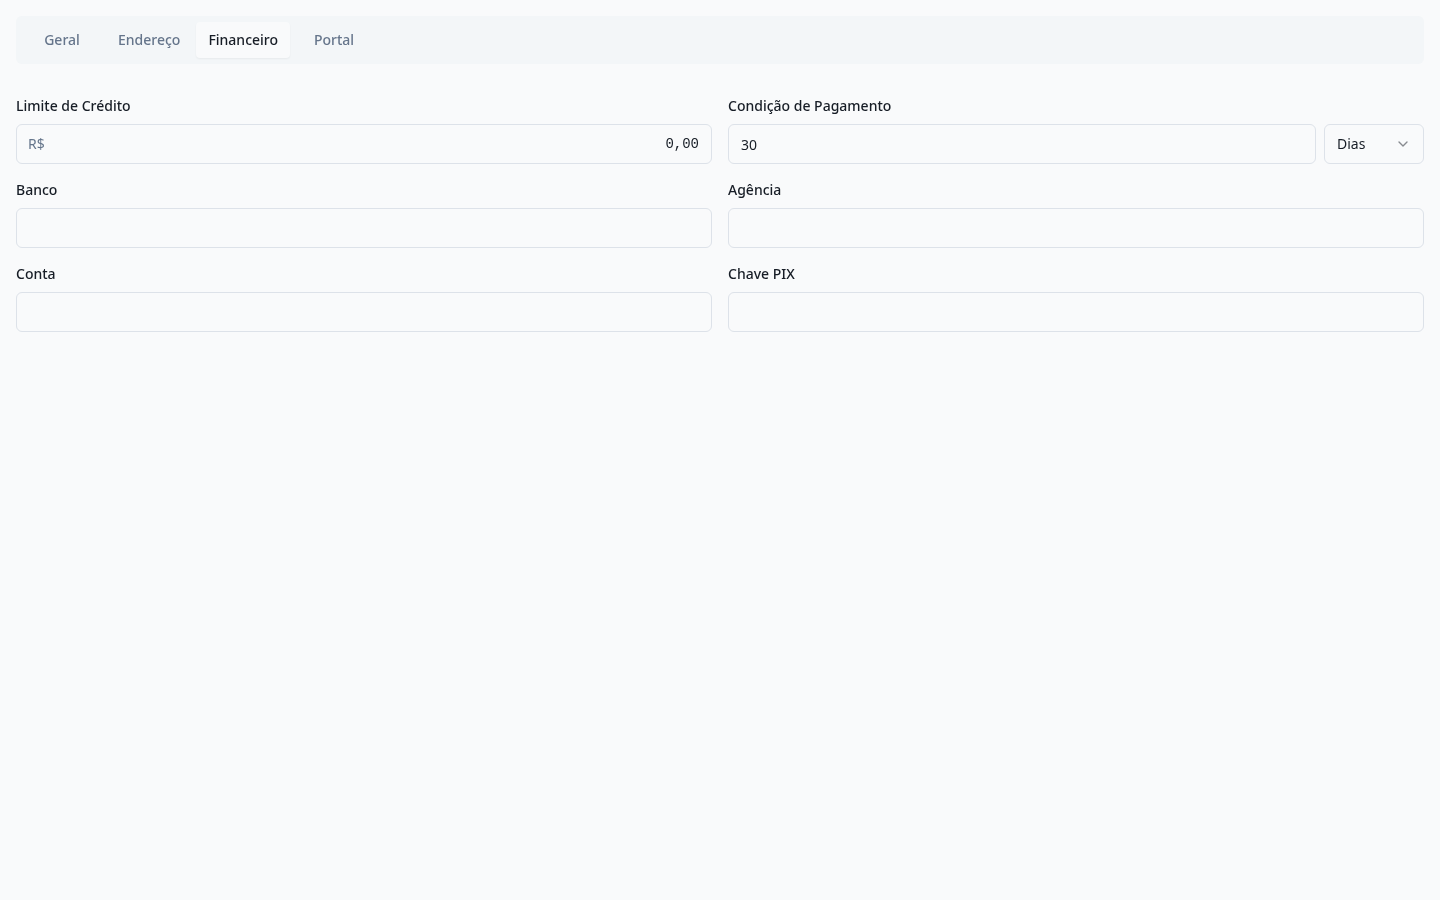 Geral Endereço Financeiro Portal
Limite de Crédito
R$ 0,00
Condição de Pagamento
30 Dias
Banco
Agência
Conta
Chave PIX